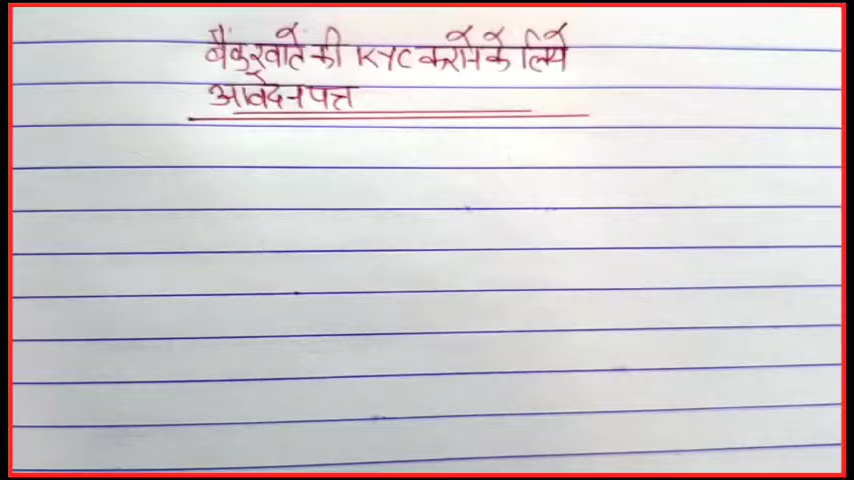 बैंक खाते की KYC कराने के लिये
आवेदन पत्र